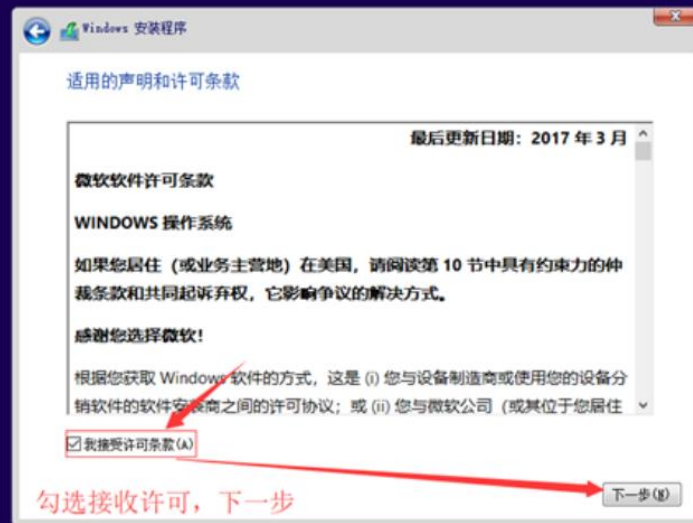 Windows 安装程序
适用的声明和许可条款
最后更新日期：2017 年 3 月
微软软件许可条款
WINDOWS 操作系统
如果您居住（或业务主营地）在美国，请阅读第 10 节中具有约束力的仲
裁条款和共同起诉弃权，它影响争议的解决方式。
感谢您选择微软！
根据您获取 Windows 软件的方式，这是 (i) 您与设备制造商或使用您的设备分
销软件的软件安装商之间的许可协议；或 (ii) 您与微软公司（或其位于您居住
我接受许可条款(A)
下一步(N)
勾选接收许可，下一步